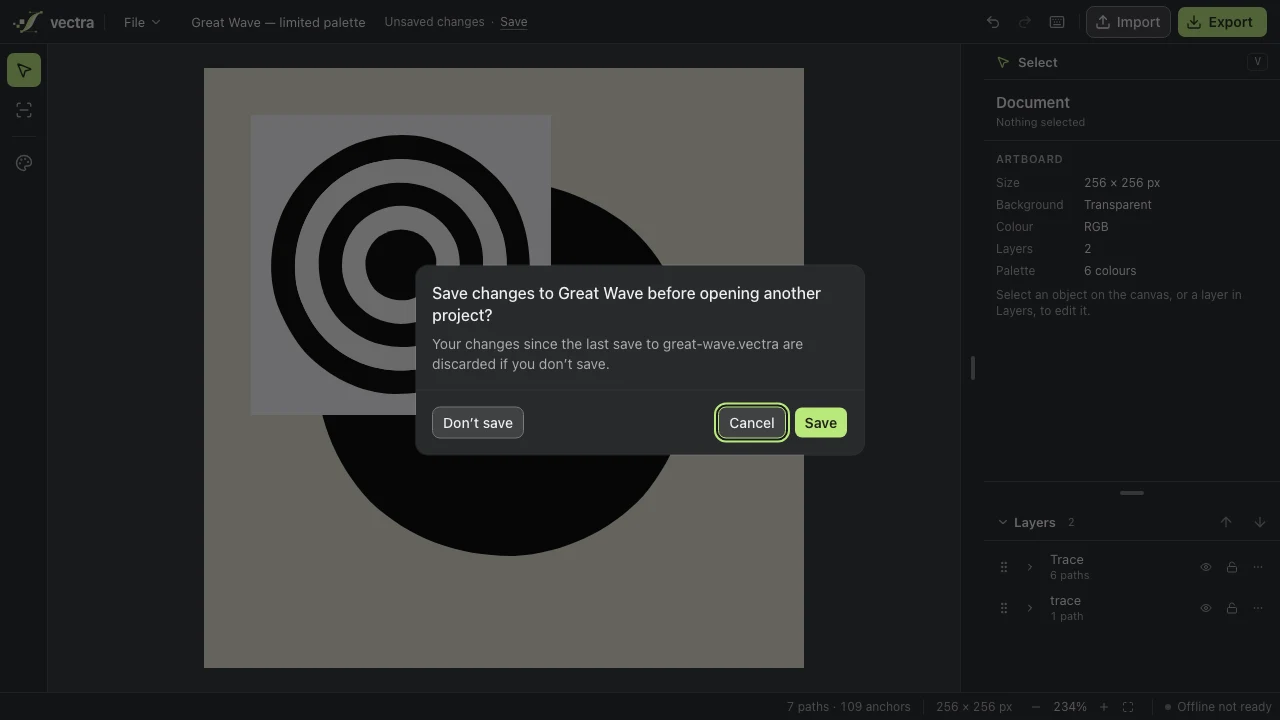 vectra
File
Great Wave — limited palette
Unsaved changes · Save
Import
Export
Select
V
Document
Nothing selected
ARTBOARD
Size 256 × 256 px
Background Transparent
Colour RGB
Layers 2
Palette 6 colours
Select an object on the canvas, or a layer in
Layers, to edit it.
Save changes to Great Wave before opening another
project?
Your changes since the last save to great-wave.vectra are
discarded if you don’t save.
Don’t save
Cancel
Save
Layers 2
Trace
6 paths
trace
1 path
7 paths · 109 anchors
256 × 256 px
234%
Offline not ready